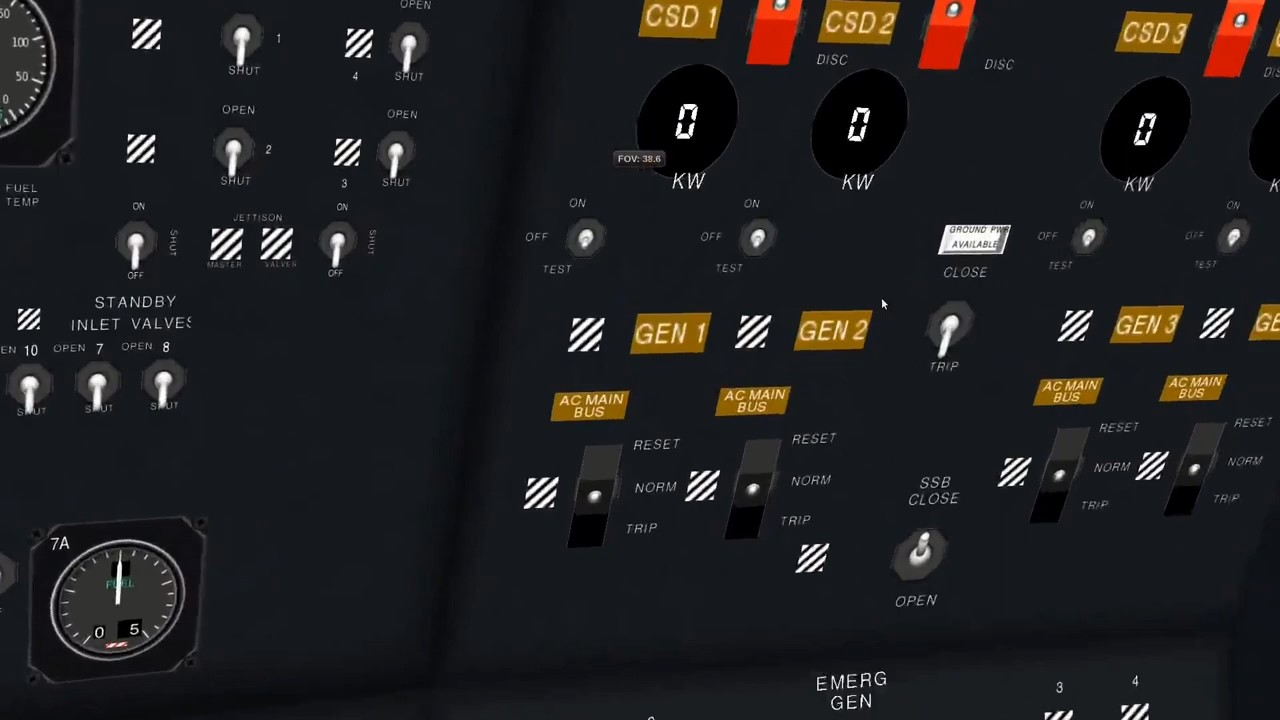 OPEN
CSD 1
CSD 2
CSD 3
DISC
DISC
100
50
0
1
SHUT
4
SHUT
0
0
0
OPEN
OPEN
2
SHUT
3
SHUT
FOV: 38.6
KW
KW
KW
FUEL
TEMP
ON
SHUT
OFF
JETTISON
MASTER
VALVES
ON
SHUT
OFF
ON
OFF
TEST
ON
OFF
TEST
GROUND PWR
AVAILABLE
CLOSE
ON
OFF
TEST
ON
OFF
TEST
STANDBY
INLET VALVES
10
OPEN 7
OPEN 8
SHUT
SHUT
SHUT
GEN 1
GEN 2
TRIP
GEN 3
AC MAIN
BUS
AC MAIN
BUS
AC MAIN
BUS
AC MAIN
BUS
RESET
NORM
TRIP
RESET
NORM
TRIP
SSB
CLOSE
OPEN
RESET
NORM
TRIP
RESET
NORM
TRIP
7A
FUEL
0 5
EMERG
GEN
3
4